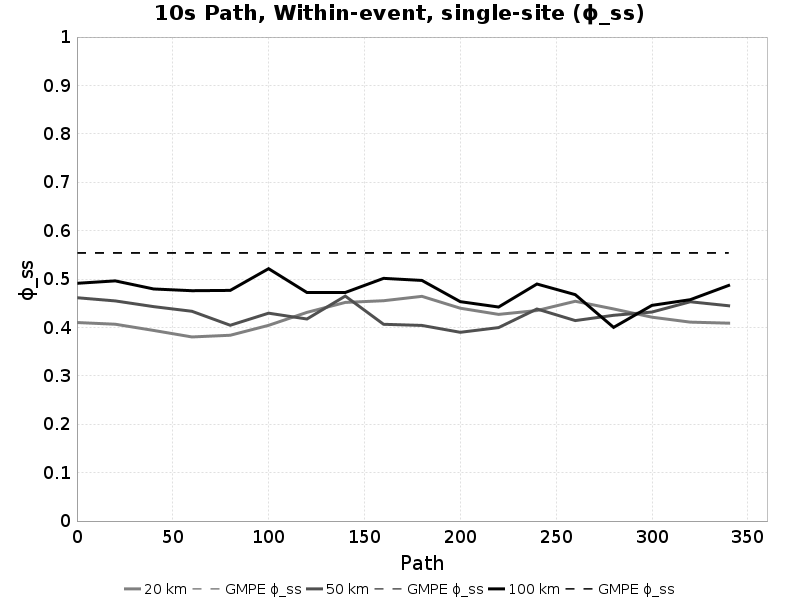 10s Path, Within-event, single-site (ϕ_ss)
1
0.9
0.8
0.7
0.6
0.5
0.4
0.3
0.2
0.1
0
ϕ_ss
0 50 100 150 200 250 300 350
Path
20 km GMPE ϕ_ss 50 km GMPE ϕ_ss 100 km GMPE ϕ_ss